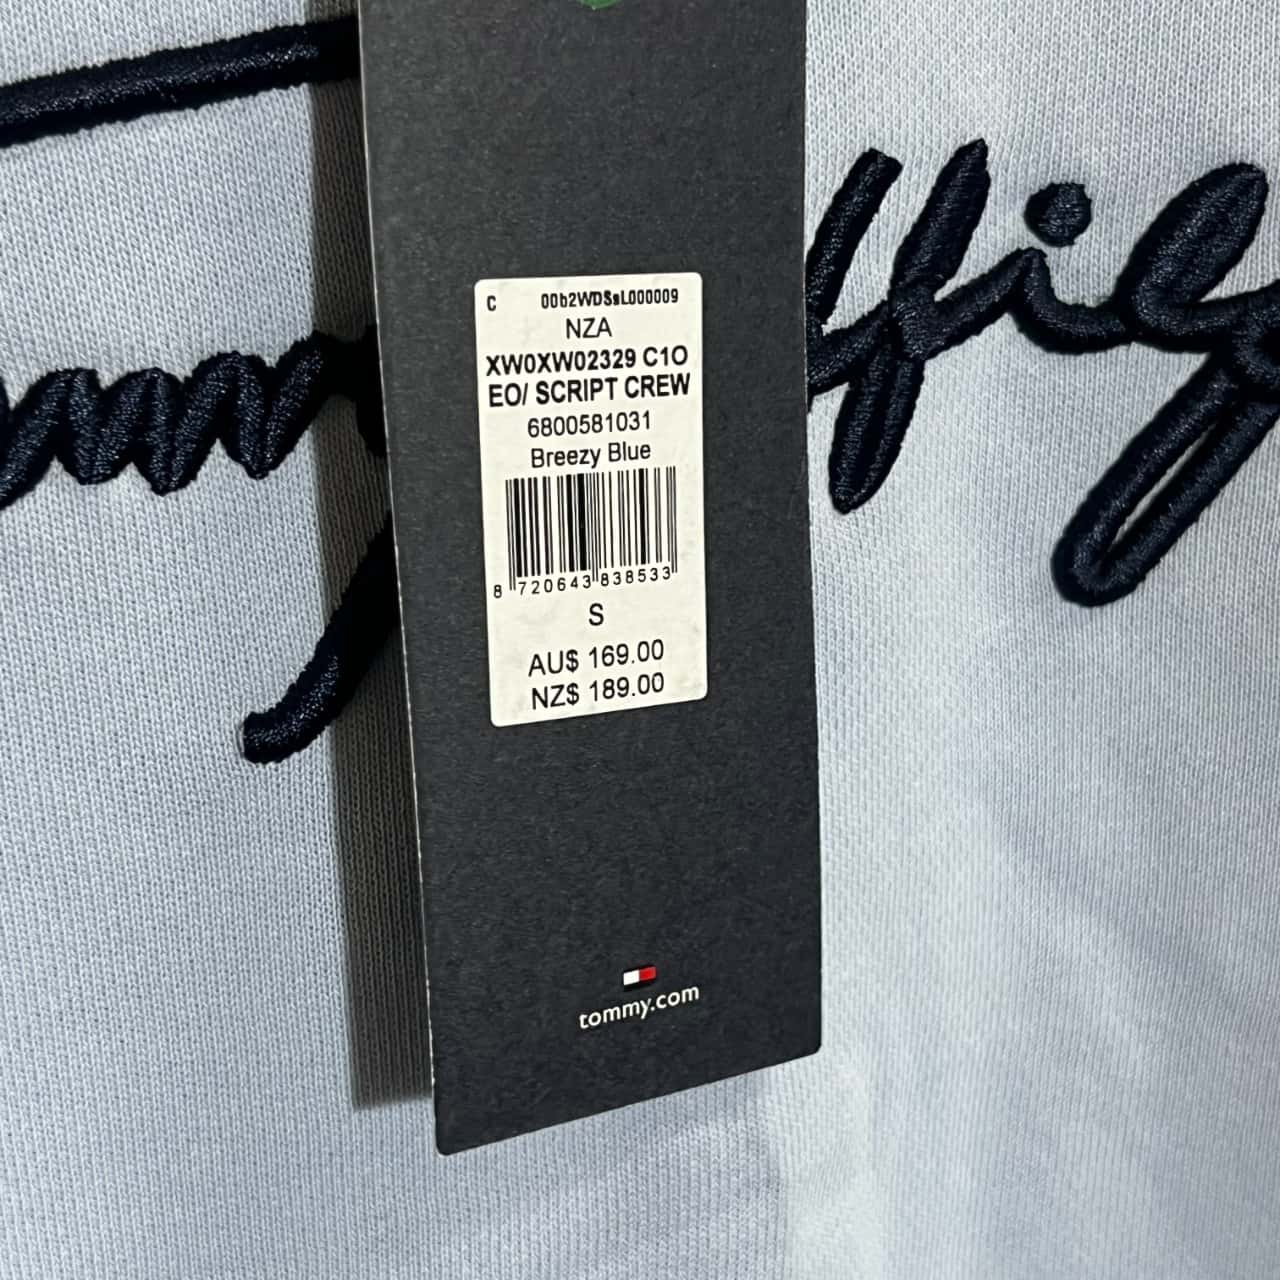 C 00b2WDSsL000009
NZA
XW0XW02329 C1O
EO/ SCRIPT CREW
6800581031
Breezy Blue
8 720643 838533
S
AU$ 169.00
NZ$ 189.00
tommy.com